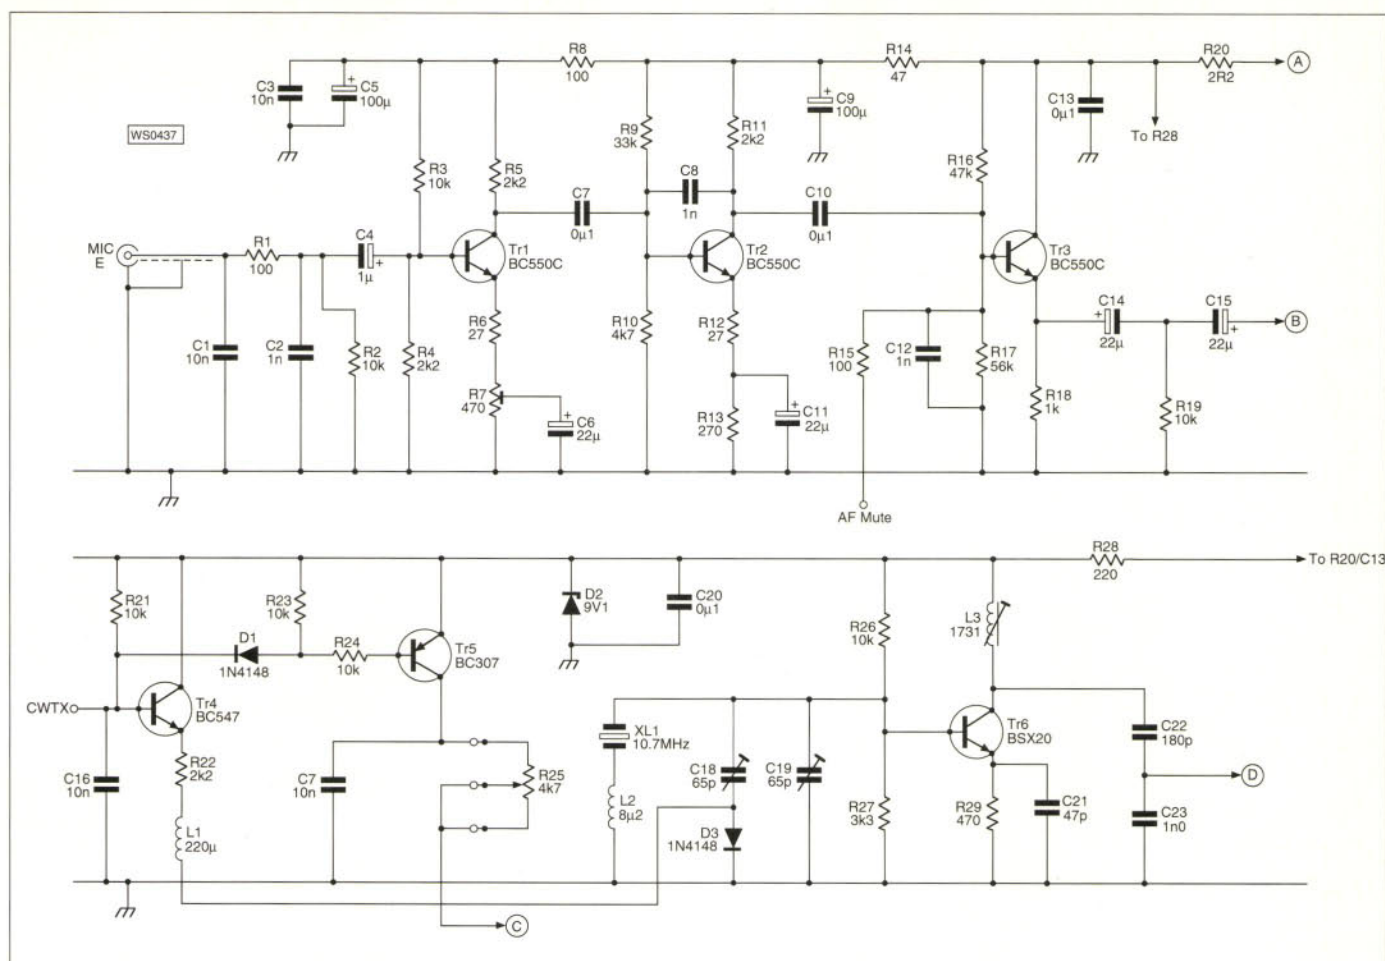 R8
100
R14
47
R20
2R2
A
C3
10n
+
C5
100μ
WS0437
R3
10k
R5
2k2
R9
33k
R11
2k2
+
C9
100μ
C13
0μ1
To R28
R16
47k
C8
1n
C7
0μ1
C10
0μ1
MIC
E
R1
100
C4
+
1μ
Tr1
BC550C
Tr2
BC550C
Tr3
BC550C
C1
10n
C2
1n
R2
10k
R4
2k2
R6
27
R7
470
+
C6
22μ
R10
4k7
R12
27
R13
270
+
C11
22μ
R15
100
C12
1n
R17
56k
R18
1k
C14
+
22μ
R19
10k
C15
+
22μ
B
AF Mute
R28
220
To R20/C13
R21
10k
R23
10k
D1
1N4148
R24
10k
Tr5
BC307
D2
9V1
C20
0μ1
R26
10k
L3
1731
CWTX
Tr4
BC547
C16
10n
R22
2k2
L1
220μ
C7
10n
R25
4k7
XL1
10.7MHz
L2
8μ2
C18
65p
C19
65p
D3
1N4148
R27
3k3
Tr6
BSX20
R29
470
C21
47p
C22
180p
C23
1n0
D
C